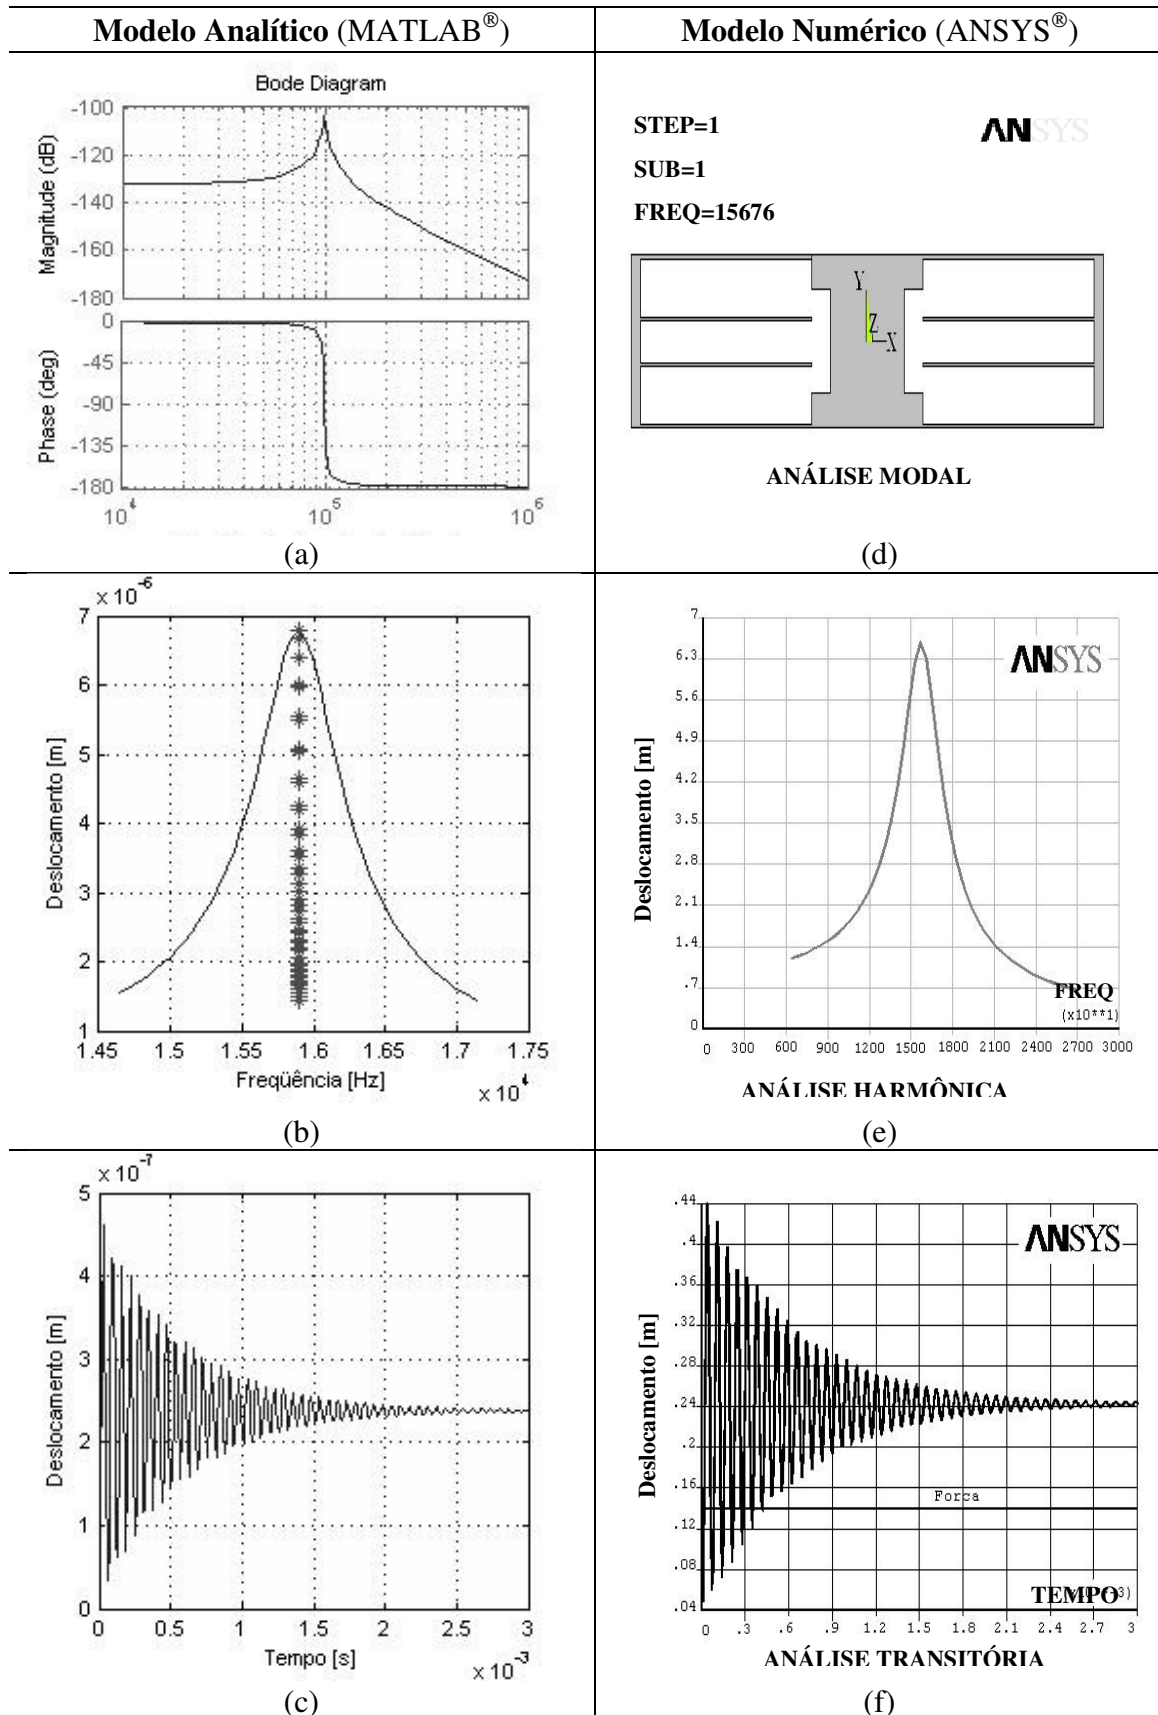 Modelo Analítico (MATLAB®)
Modelo Numérico (ANSYS®)
Bode Diagram
Magnitude (dB)
-100
-120
-140
-160
-180
Phase (deg)
0
-45
-90
-135
-180
10⁴ 10⁵ 10⁶
(a)
STEP=1
ANSYS
SUB=1
FREQ=15676
Y
Z
X
ANÁLISE MODAL
(d)
x 10⁻⁶
Deslocamento [m]
7
6
5
4
3
2
1
1.45 1.5 1.55 1.6 1.65 1.7 1.75
Freqüência [Hz]
x 10⁴
(b)
ANSYS
Deslocamento [m]
7
6.3
5.6
4.9
4.2
3.5
2.8
2.1
1.4
.7
0
FREQ
(x10**1)
0 300 600 900 1200 1500 1800 2100 2400 2700 3000
ANÁLISE HARMÔNICA
(e)
x 10⁻⁷
Deslocamento [m]
5
4
3
2
1
0
0 0.5 1 1.5 2 2.5 3
Tempo [s]
x 10⁻³
(c)
ANSYS
Deslocamento [m]
.44
.4
.36
.32
.28
.24
.2
.16
.12
.08
.04
Forca
TEMPO
0 .3 .6 .9 1.2 1.5 1.8 2.1 2.4 2.7 3
ANÁLISE TRANSITÓRIA
(f)